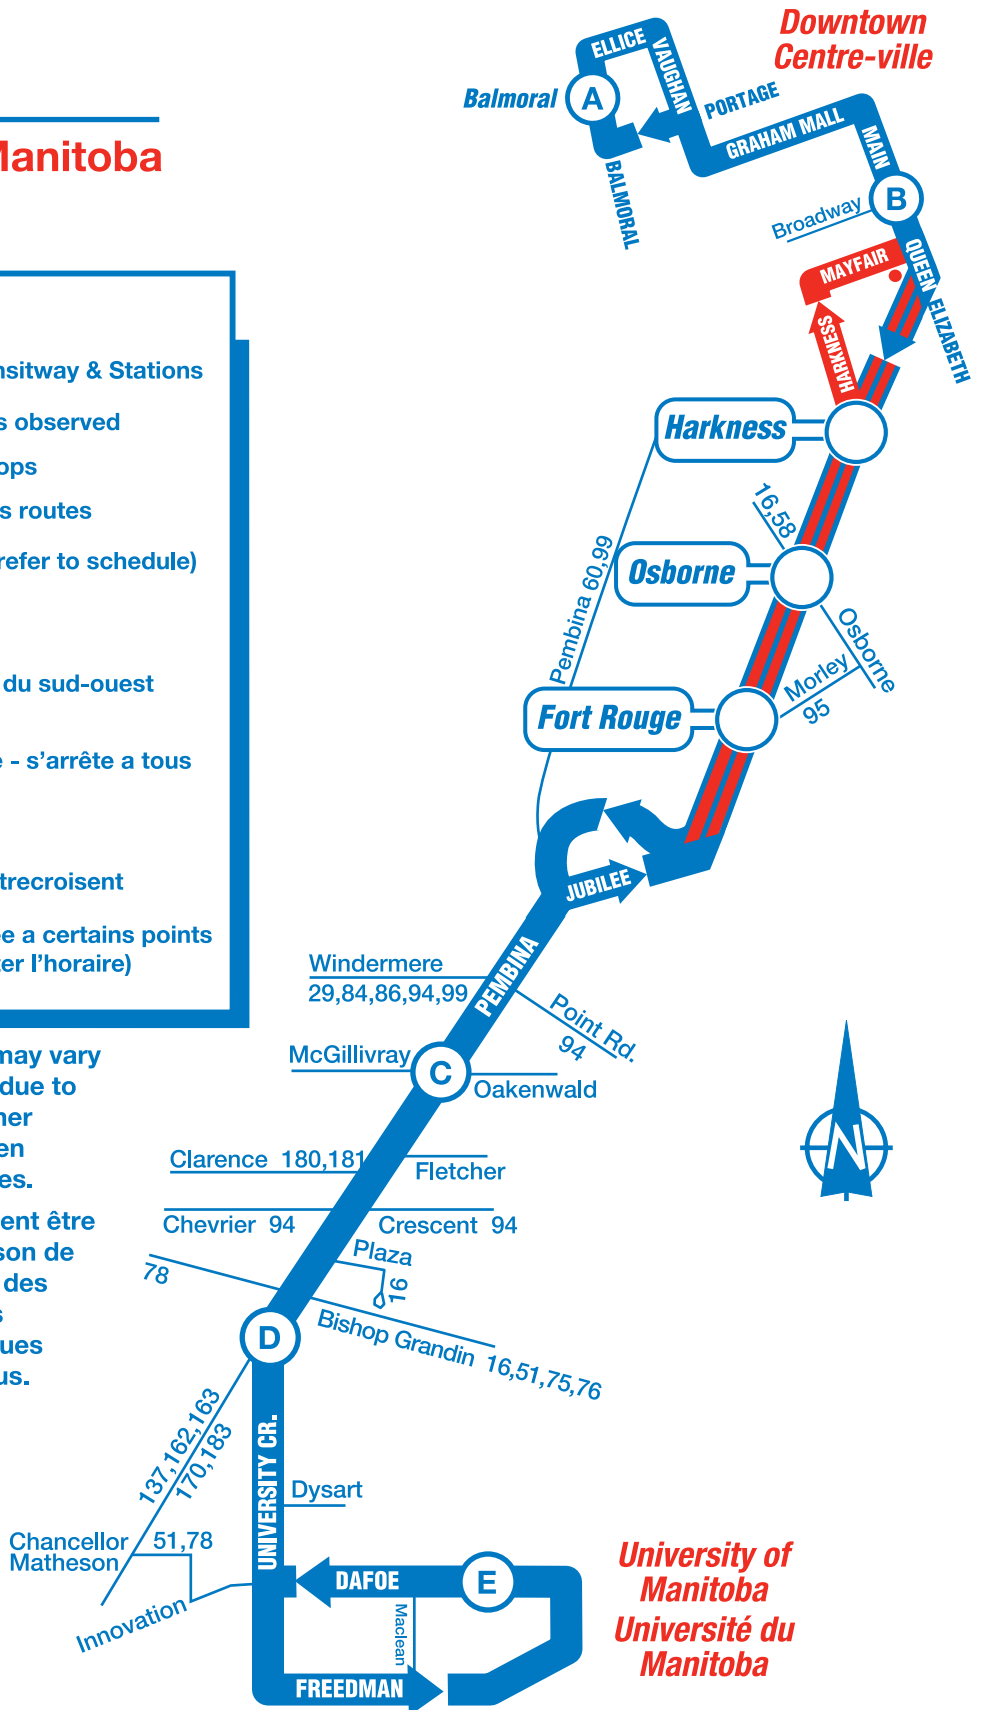 Downtown
Centre-ville
ELLICE
VAUGHAN
Balmoral
A
PORTAGE
GRAHAM MALL
MAIN
BALMORAL
Manitoba
B
Broadway
MAYFAIR
QUEEN ELIZABETH
HARKNESS
nsitway & Stations
s observed
ops
s routes
refer to schedule)
du sud-ouest
e - s’arrête a tous
trecroisent
e a certains points
ter l’horaire)
Harkness
16,58
Osborne
Pembina 60,99
Osborne
Morley
95
Fort Rouge
JUBILEE
PEMBINA
Windermere
29,84,86,94,99
Point Rd.
94
McGillivray
C
Oakenwald
may vary
due to
ner
en
es.
ent être
son de
des
s
ues
us.
Clarence 180,181
Fletcher
Chevrier 94
Crescent 94
Plaza
16
78
Bishop Grandin 16,51,75,76
D
N
137,162,163
170,183
UNIVERSITY CR.
Dysart
Chancellor
Matheson
51,78
Innovation
DAFOE
E
Maclean
FREEDMAN
University of
Manitoba
Université du
Manitoba